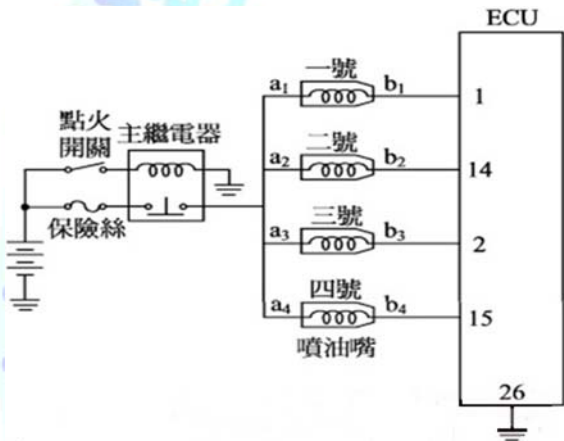 ECU
一號
a₁
b₁
1
點火
開關
主繼電器
二號
a₂
b₂
14
保險絲
三號
a₃
b₃
2
四號
a₄
b₄
15
噴油嘴
26